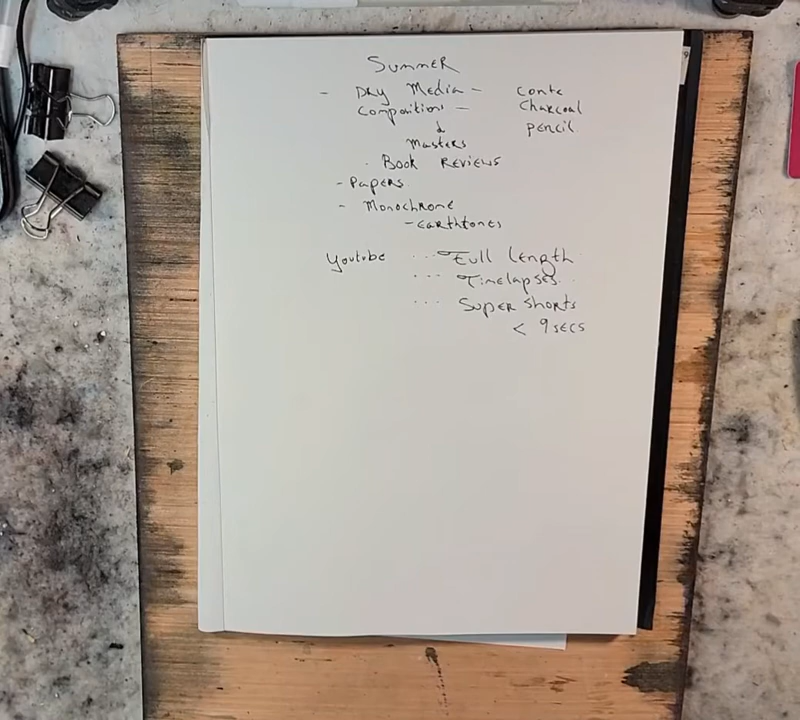 Summer
- Dry Media - Conte
Compositions - Charcoal
& pencil
Masters
. Book Reviews
- Papers
- Monochrome
- Earthtones
Youtube ... Full length
... Timelapses
... Super shorts
< 9 secs